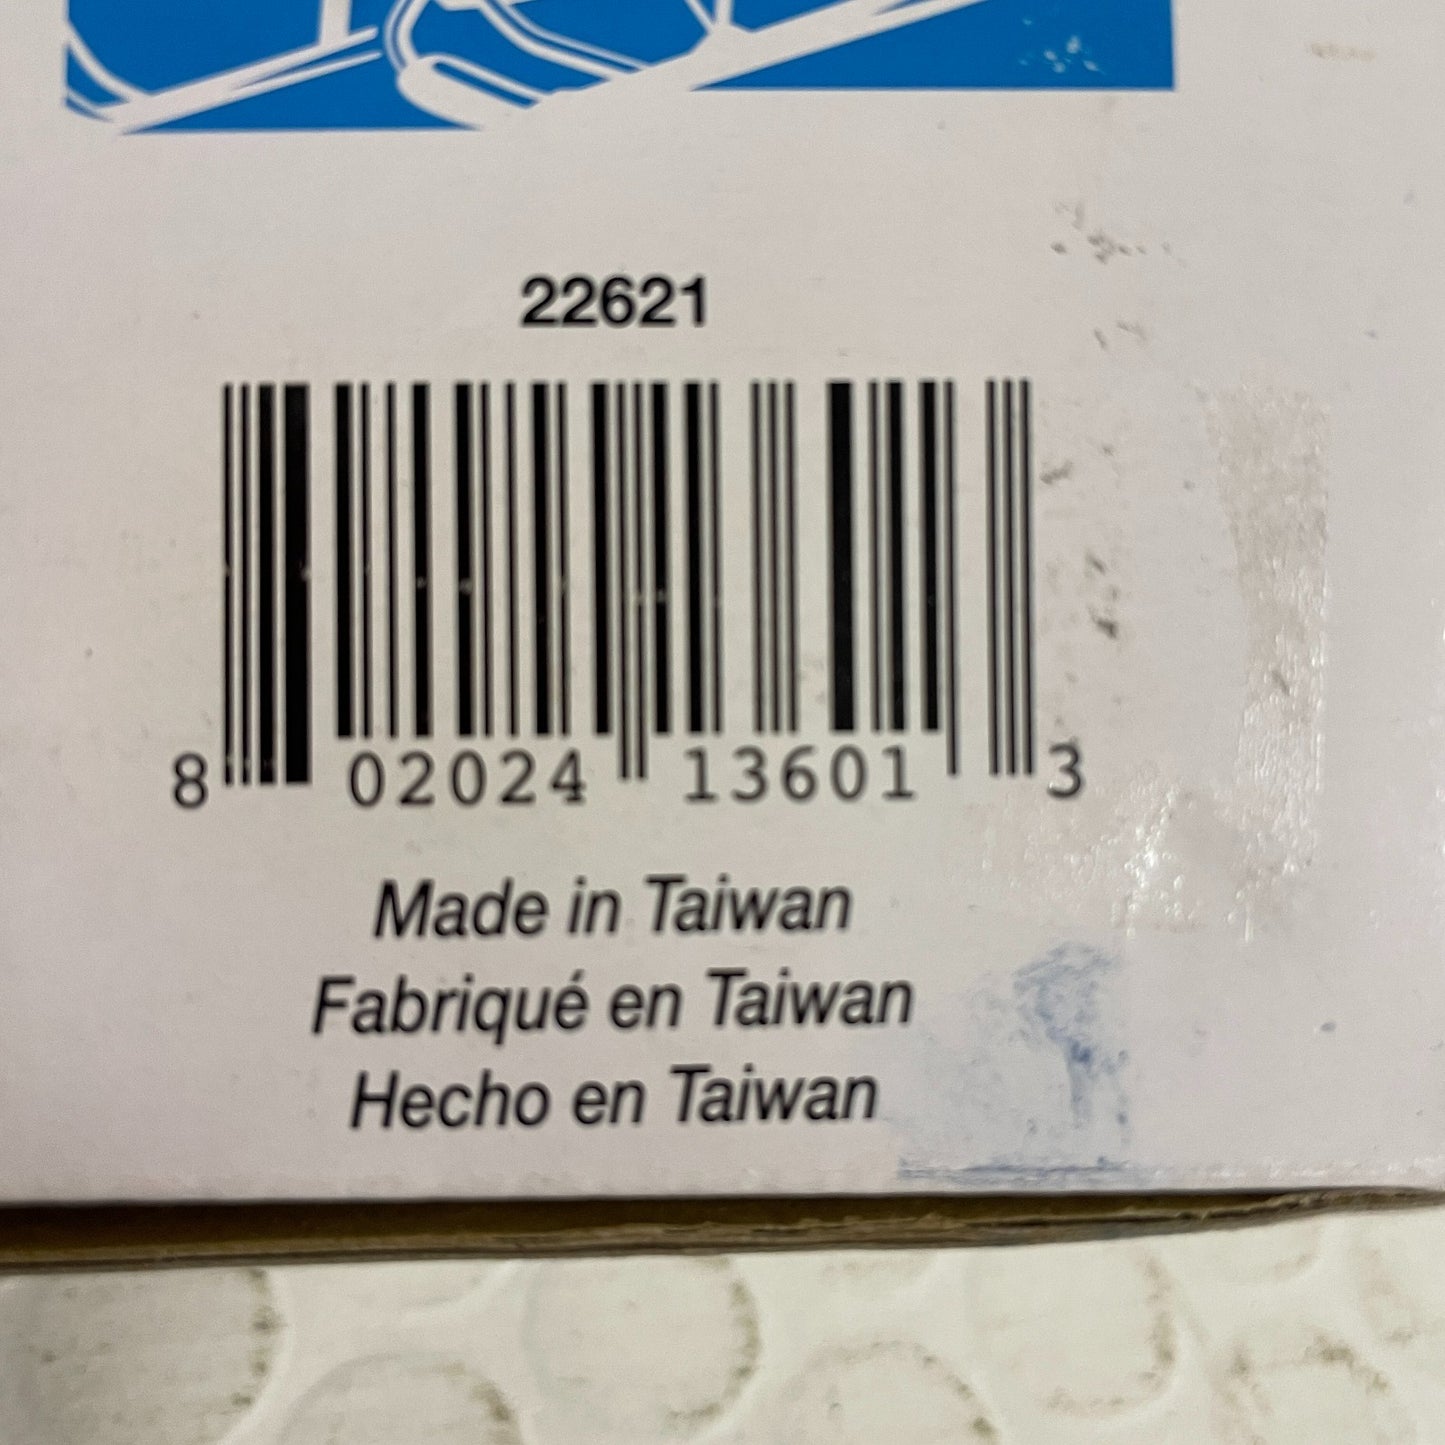 22621
8 02024 13601 3
Made in Taiwan
Fabriqué en Taiwan
Hecho en Taiwan